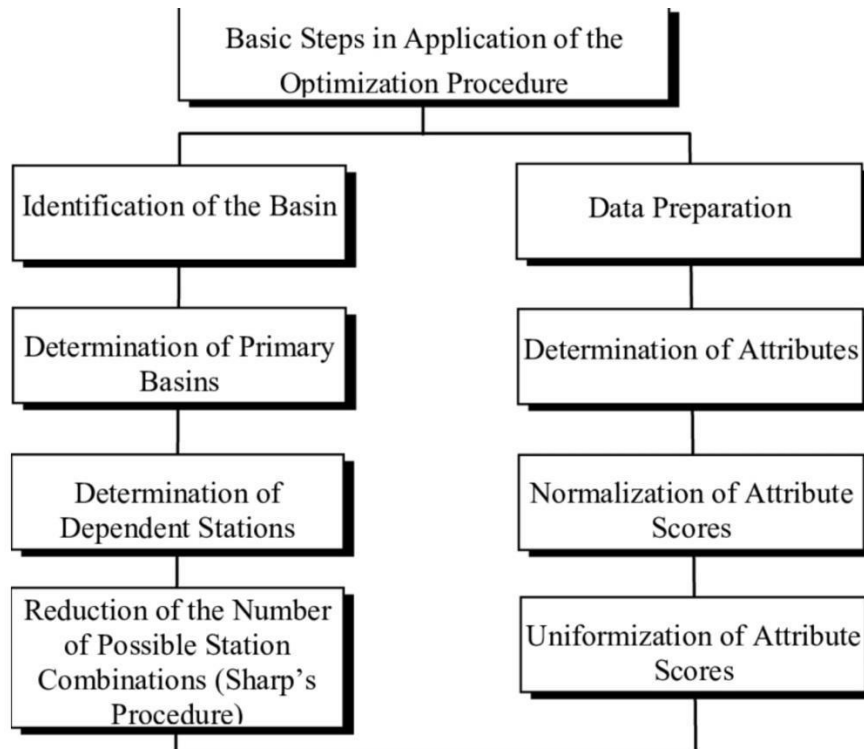 Basic Steps in Application of the
Optimization Procedure
Identification of the Basin
Data Preparation
Determination of Primary
Basins
Determination of Attributes
Determination of
Dependent Stations
Normalization of Attribute
Scores
Reduction of the Number
of Possible Station
Combinations (Sharp's
Procedure)
Uniformization of Attribute
Scores